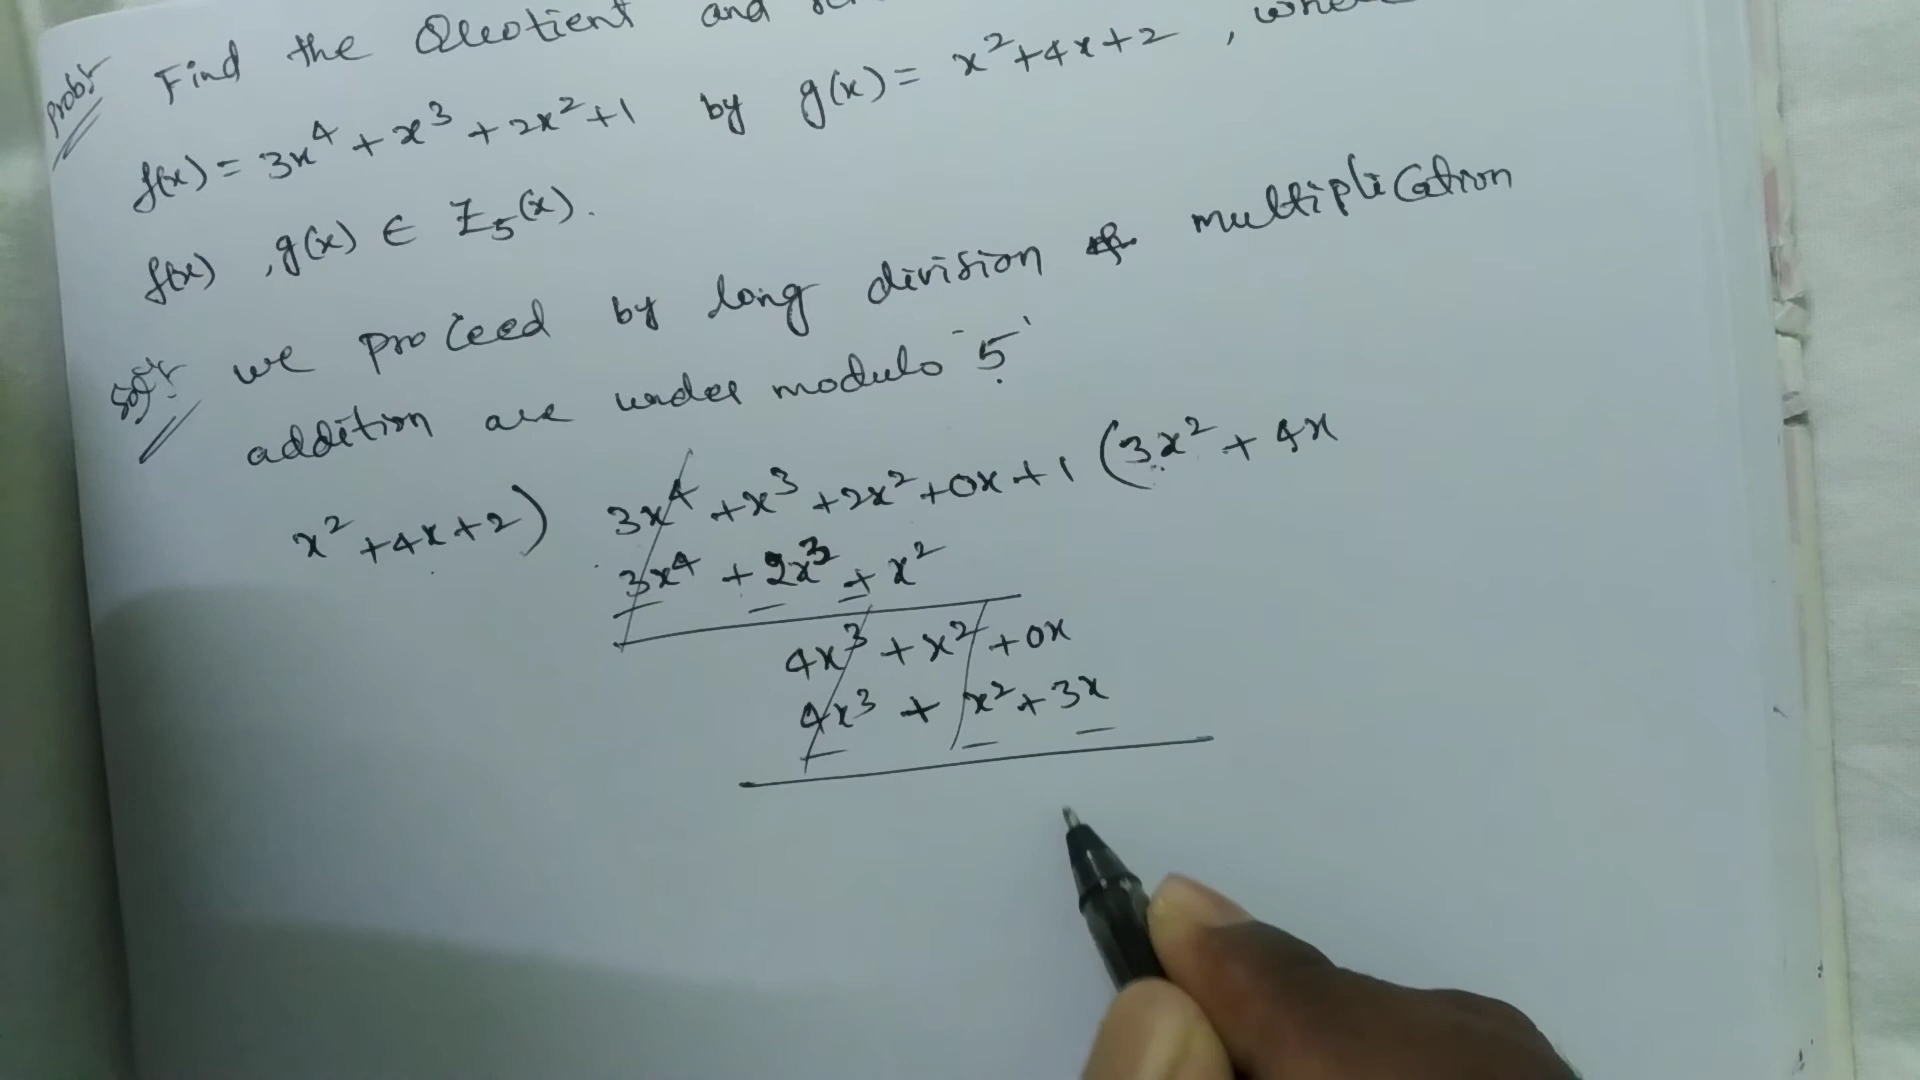 Prob:- Find the Quotient and
f(x) = 3x⁴ + x³ + 2x² + 1 by g(x) = x² + 4x + 2 ,
f(x) , g(x) ∈ Z₅(x).
Sol:- we proceed by long division multiplication
addition are under modulo '5'
x² + 4x + 2) 3x⁴ + x³ + 2x² + 0x + 1 (3x² + 4x
3x⁴ + 2x³ + x²
4x³ + x² + 0x
4x³ + x² + 3x